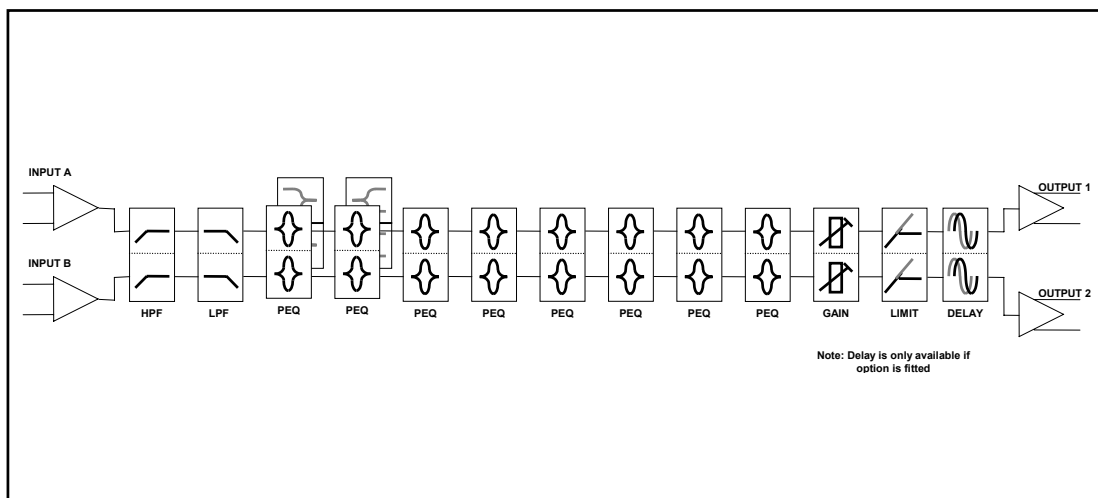 INPUT A
OUTPUT 1
INPUT B
OUTPUT 2
HPF LPF PEQ PEQ PEQ PEQ PEQ PEQ PEQ PEQ GAIN LIMIT DELAY
Note: Delay is only available if
option is fitted